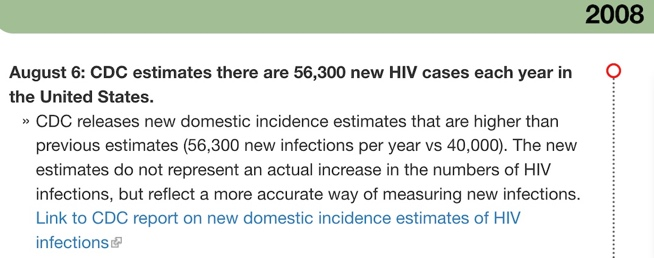 2008
August 6: CDC estimates there are 56,300 new HIV cases each year in
the United States.
» CDC releases new domestic incidence estimates that are higher than
previous estimates (56,300 new infections per year vs 40,000). The new
estimates do not represent an actual increase in the numbers of HIV
infections, but reflect a more accurate way of measuring new infections.
Link to CDC report on new domestic incidence estimates of HIV
infections